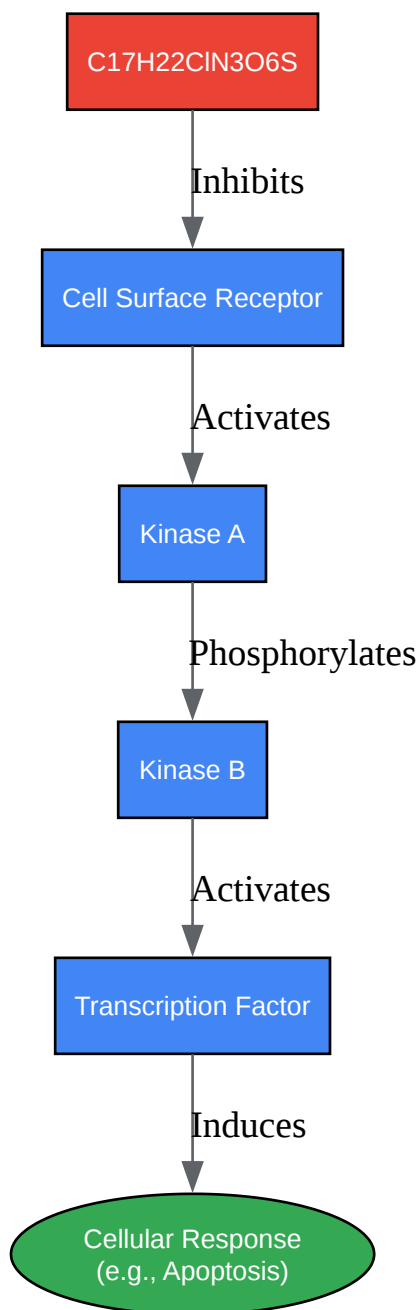 C17H22ClN3O6S
Inhibits
Cell Surface Receptor
Activates
Kinase A
Phosphorylates
Kinase B
Activates
Transcription Factor
Induces
Cellular Response
(e.g., Apoptosis)